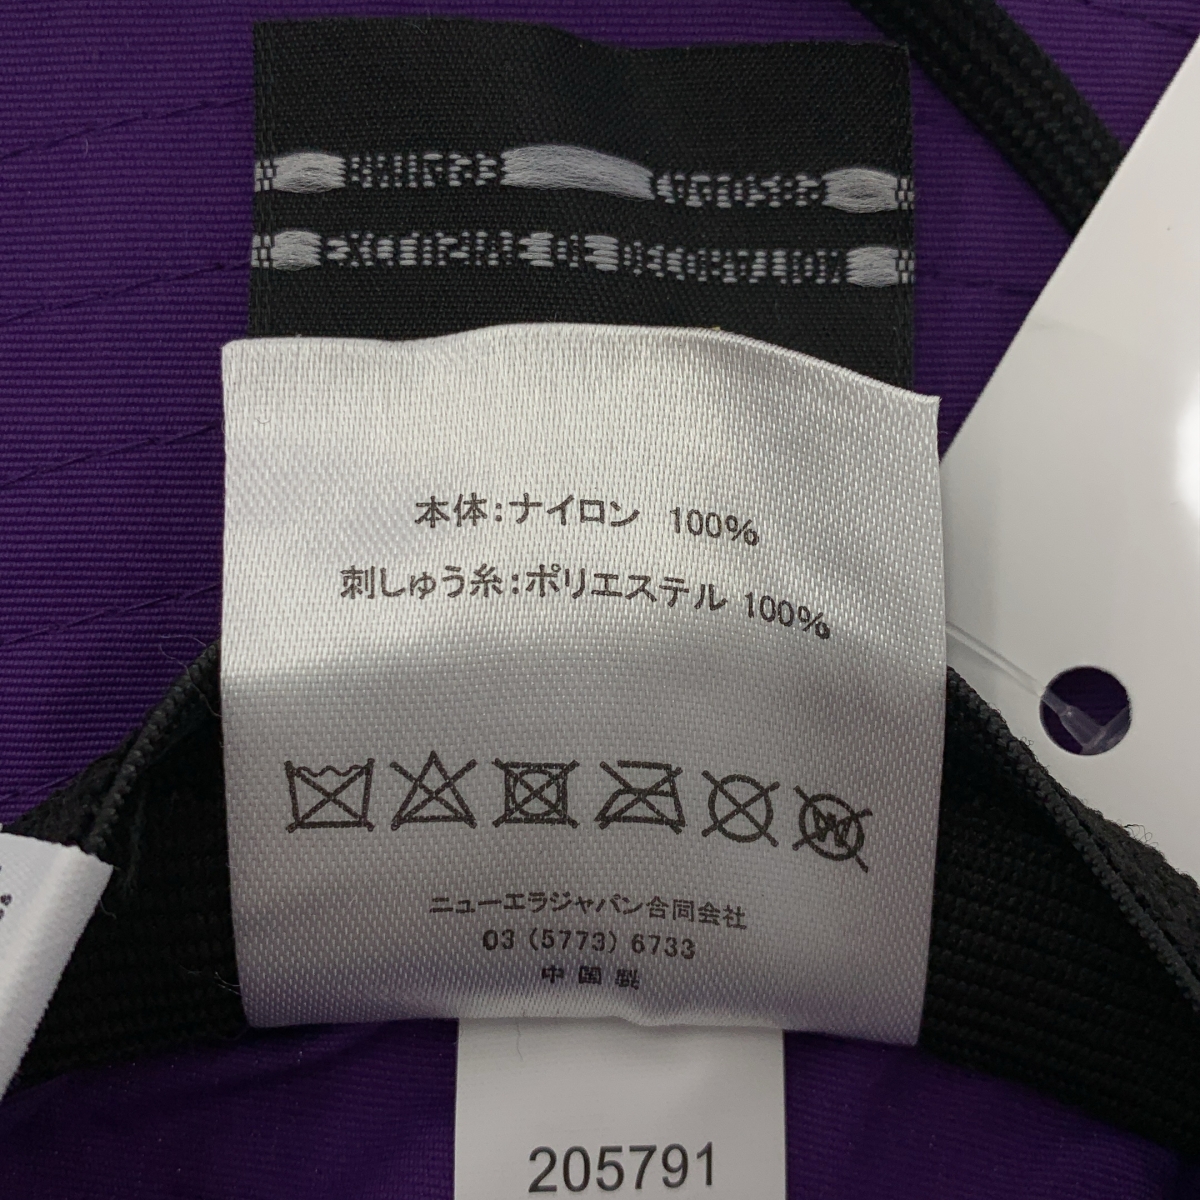 本体:ナイロン 100%
刺しゅう糸:ポリエステル 100%
W
ニューエラジャパン合同会社
03 (5773) 6733
中国製
205791